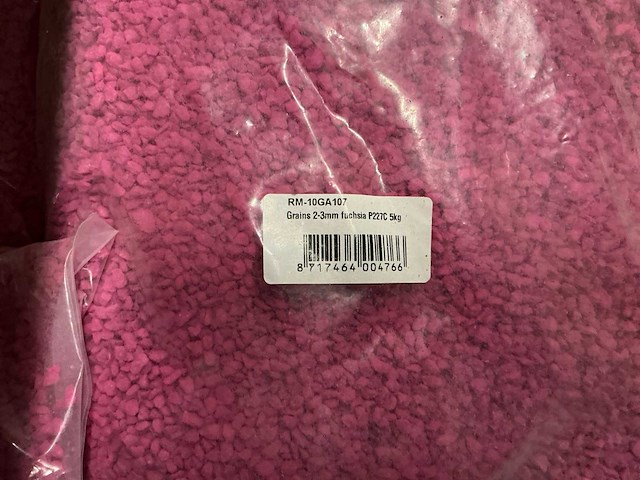 RM-10GA107
Grains 2-3mm fuchsia P227C 5kg
8 717464 004766